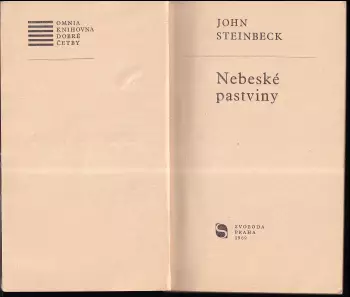 OMNIA
KNIHOVNA
DOBRÉ
ČETBY
JOHN
STEINBECK
Nebeské
pastviny
SVOBODA
PRAHA